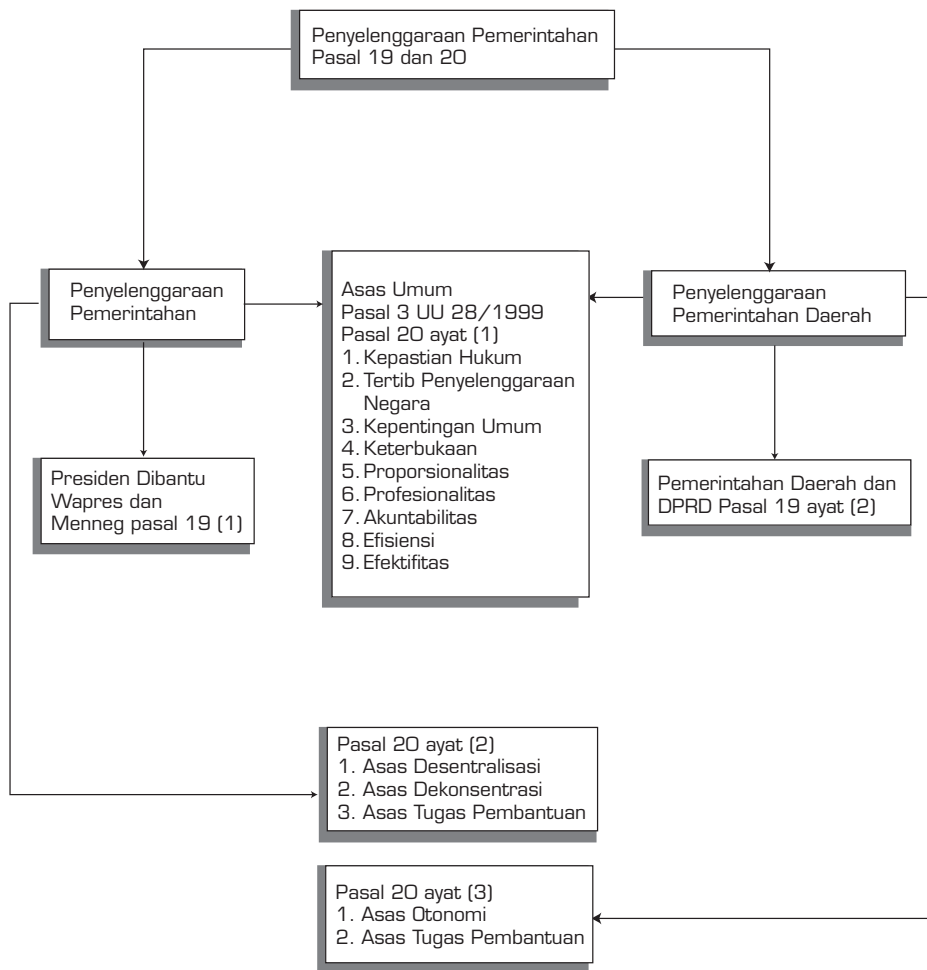 Penyelenggaraan Pemerintahan
Pasal 19 dan 20
Penyelenggaraan
Pemerintahan
Asas Umum
Pasal 3 UU 28/1999
Pasal 20 ayat (1)
1. Kepastian Hukum
2. Tertib Penyelenggaraan
Negara
3. Kepentingan Umum
4. Keterbukaan
5. Proporsionalitas
6. Profesionalitas
7. Akuntabilitas
8. Efisiensi
9. Efektifitas
Penyelenggaraan
Pemerintahan Daerah
Presiden Dibantu
Wapres dan
Menneg pasal 19 (1)
Pemerintahan Daerah dan
DPRD Pasal 19 ayat (2)
Pasal 20 ayat (2)
1. Asas Desentralisasi
2. Asas Dekonsentrasi
3. Asas Tugas Pembantuan
Pasal 20 ayat (3)
1. Asas Otonomi
2. Asas Tugas Pembantuan